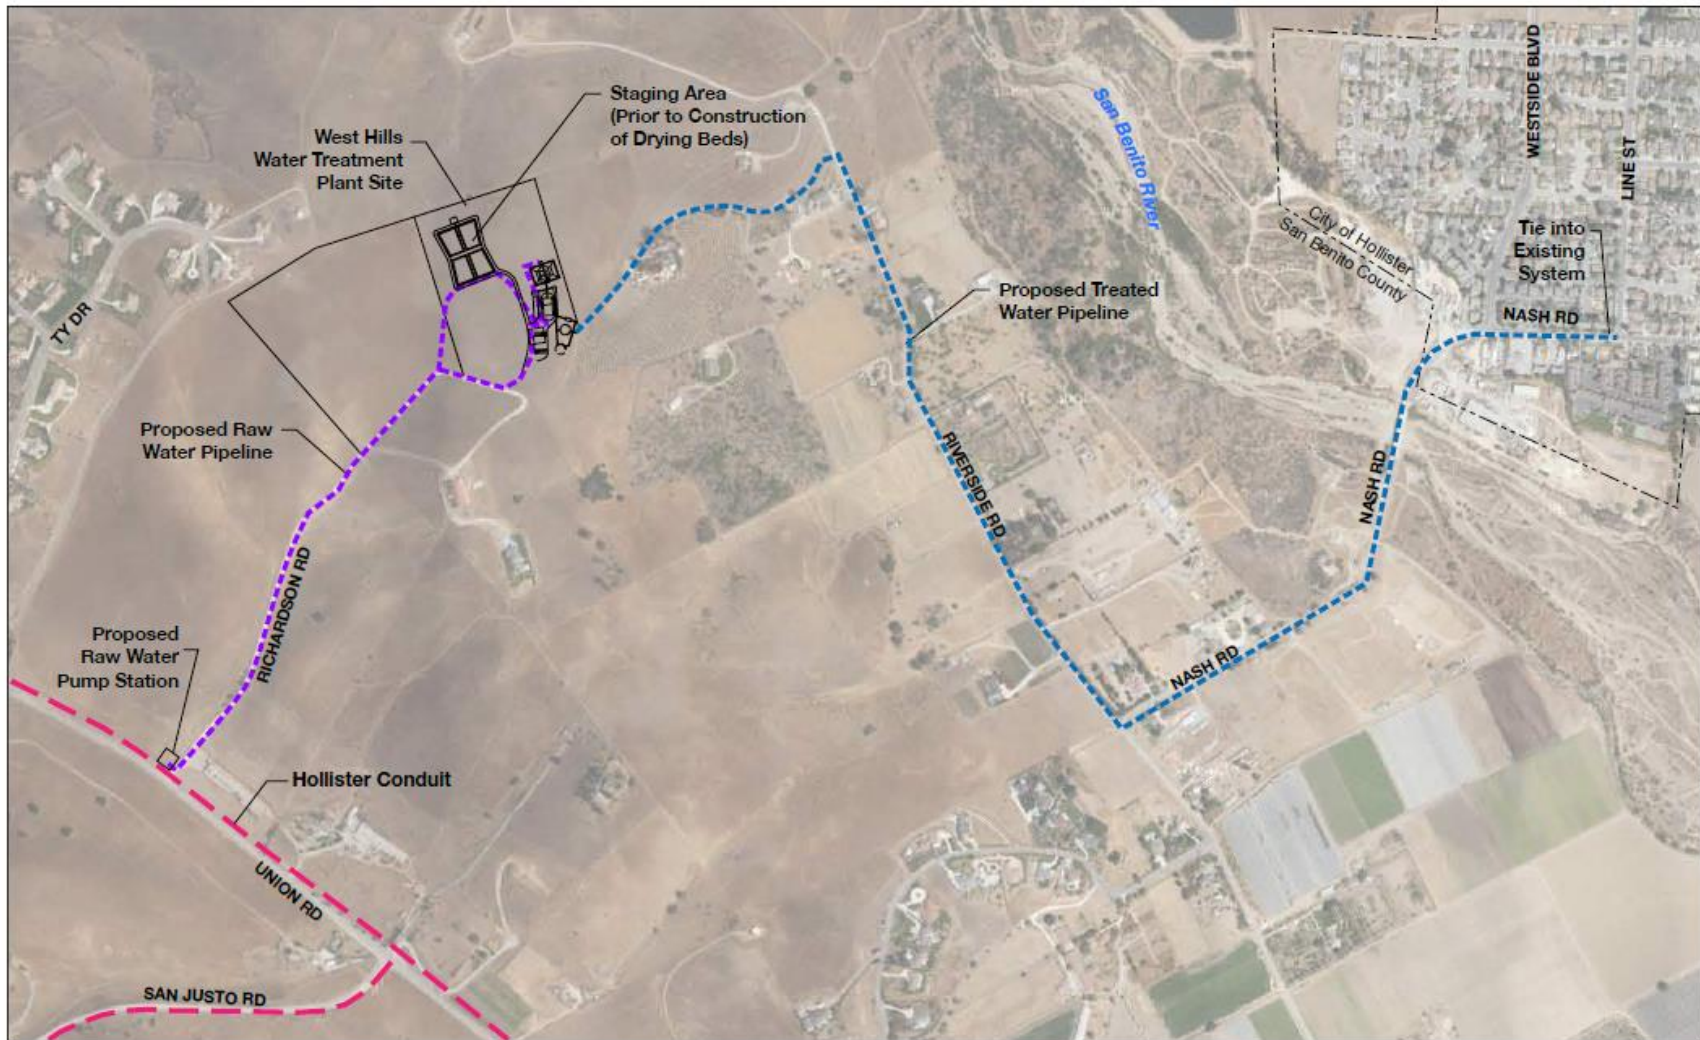 WESTSIDE BLVD
LINE ST
Staging Area
(Prior to Construction
of Drying Beds)
West Hills
Water Treatment
Plant Site
San Benito River
City of Hollister
San Benito County
Tie into
Existing
System
NASH RD
Proposed Treated
Water Pipeline
TY DR
Proposed Raw
Water Pipeline
RIVERSIDE RD
NASH RD
RICHARDSON RD
Proposed
Raw Water
Pump Station
NASH RD
Hollister Conduit
UNION RD
SAN JUSTO RD